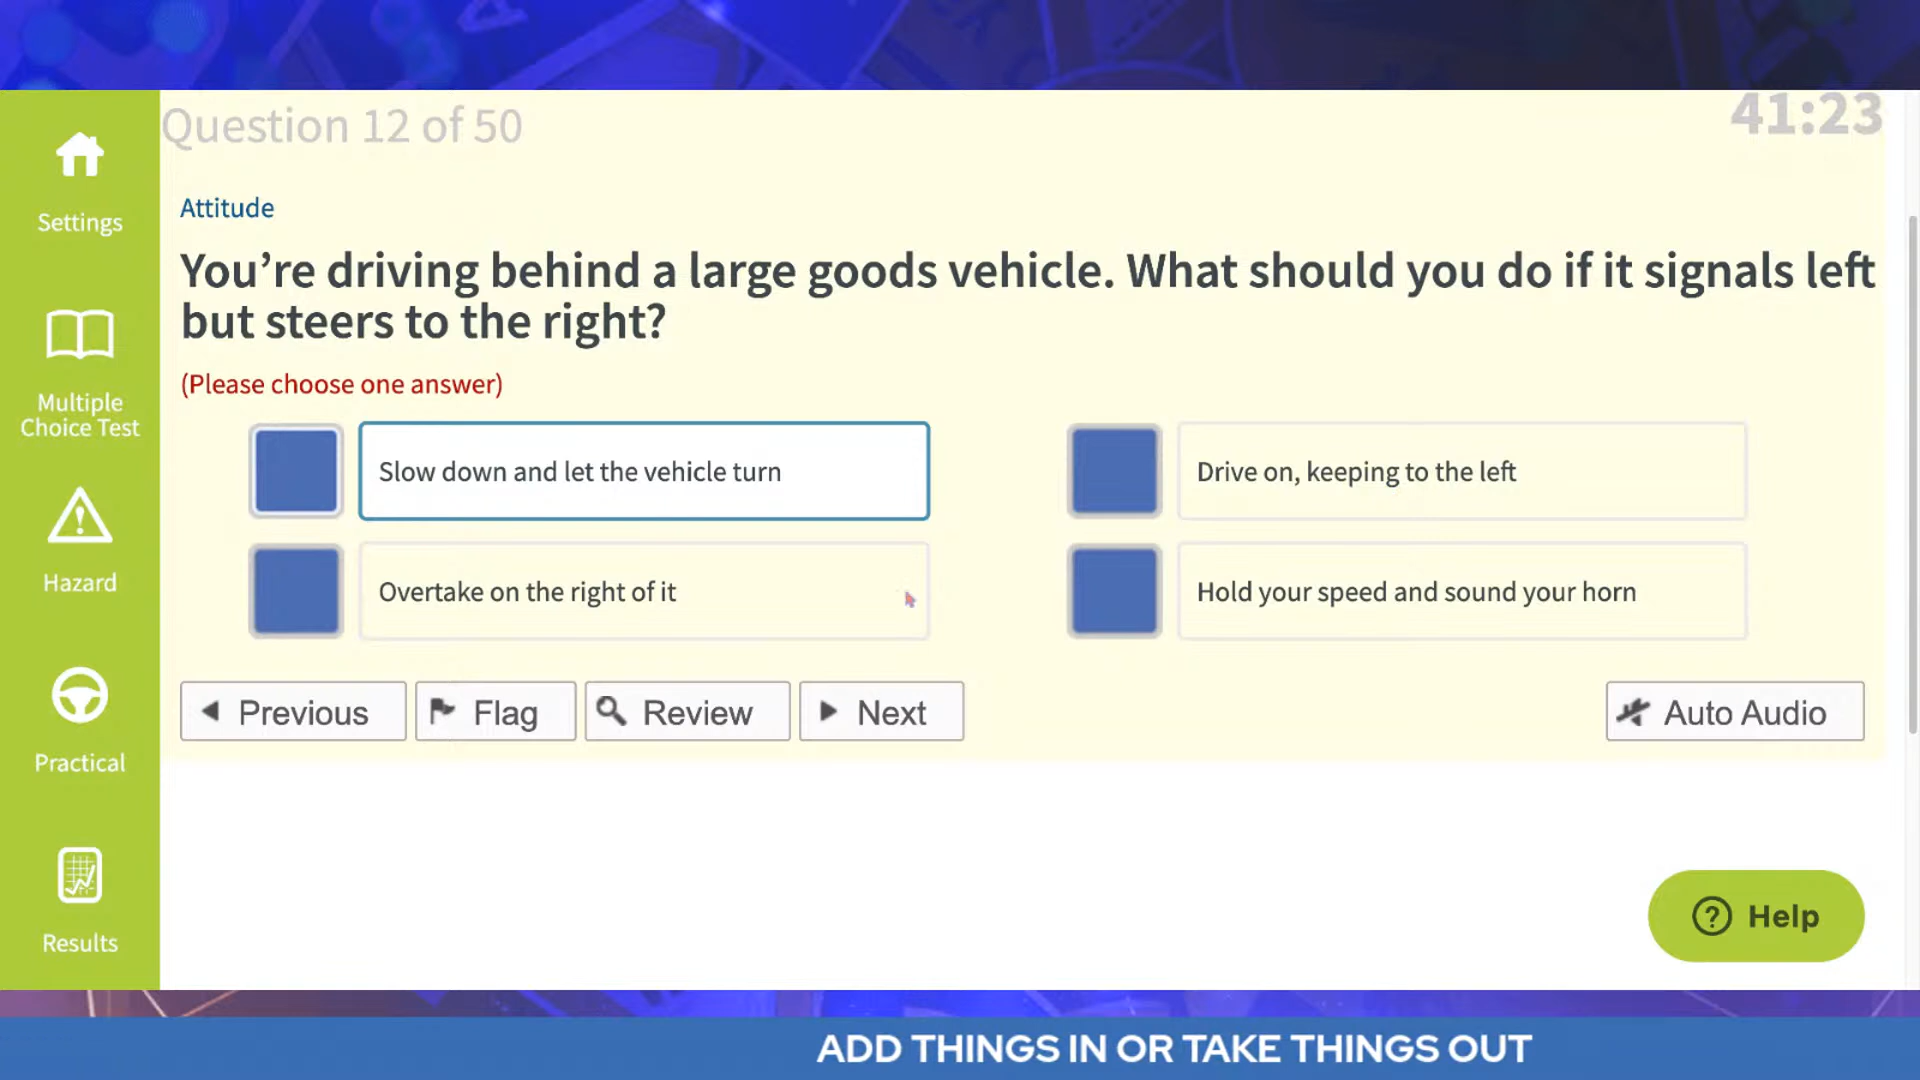 Question 12 of 50
41:23
Settings
Multiple
Choice Test
Hazard
Practical
Results
Attitude
You’re driving behind a large goods vehicle. What should you do if it signals left
but steers to the right?
(Please choose one answer)
Slow down and let the vehicle turn
Drive on, keeping to the left
Overtake on the right of it
Hold your speed and sound your horn
Previous
Flag
Review
Next
Auto Audio
Help
ADD THINGS IN OR TAKE THINGS OUT